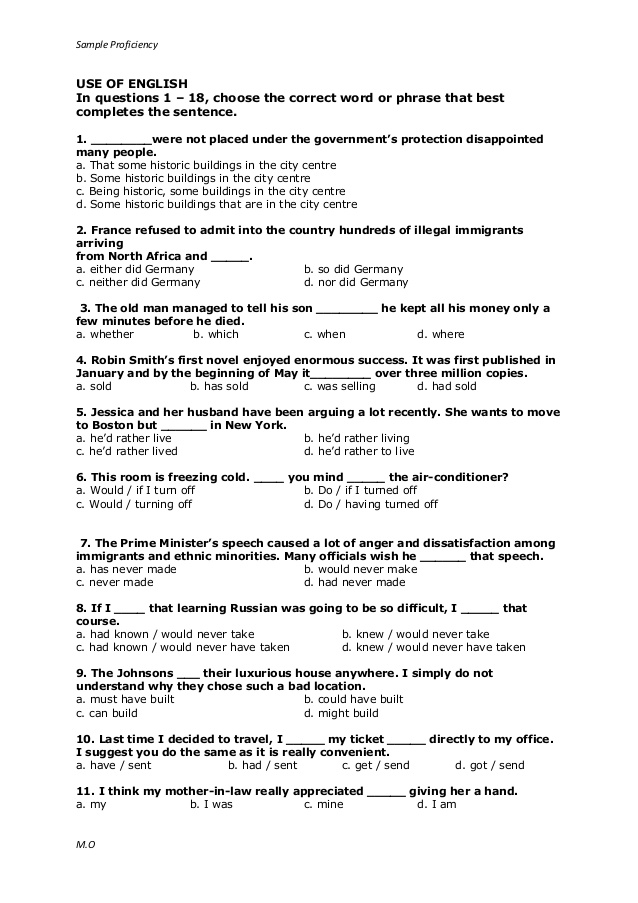 Sample Proficiency
USE OF ENGLISH
In questions 1 – 18, choose the correct word or phrase that best
completes the sentence.
1. _________were not placed under the government’s protection disappointed
many people.
a. That some historic buildings in the city centre
b. Some historic buildings in the city centre
c. Being historic, some buildings in the city centre
d. Some historic buildings that are in the city centre
2. France refused to admit into the country hundreds of illegal immigrants
arriving
from North Africa and _____.
a. either did Germany b. so did Germany
c. neither did Germany d. nor did Germany
3. The old man managed to tell his son ________ he kept all his money only a
few minutes before he died.
a. whether b. which c. when d. where
4. Robin Smith’s first novel enjoyed enormous success. It was first published in
January and by the beginning of May it________ over three million copies.
a. sold b. has sold c. was selling d. had sold
5. Jessica and her husband have been arguing a lot recently. She wants to move
to Boston but ______ in New York.
a. he’d rather live b. he’d rather living
c. he’d rather lived d. he’d rather to live
6. This room is freezing cold. ____ you mind _____ the air-conditioner?
a. Would / if I turn off b. Do / if I turned off
c. Would / turning off d. Do / having turned off
7. The Prime Minister’s speech caused a lot of anger and dissatisfaction among
immigrants and ethnic minorities. Many officials wish he ______ that speech.
a. has never made b. would never make
c. never made d. had never made
8. If I ____ that learning Russian was going to be so difficult, I _____ that
course.
a. had known / would never take b. knew / would never take
c. had known / would never have taken d. knew / would never have taken
9. The Johnsons ___ their luxurious house anywhere. I simply do not
understand why they chose such a bad location.
a. must have built b. could have built
c. can build d. might build
10. Last time I decided to travel, I _____ my ticket _____ directly to my office.
I suggest you do the same as it is really convenient.
a. have / sent b. had / sent c. get / send d. got / send
11. I think my mother-in-law really appreciated _____ giving her a hand.
a. my b. I was c. mine d. I am
M.O